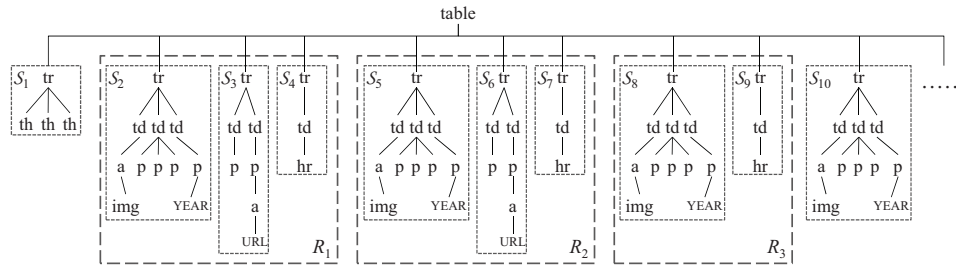 table
S1 tr S2 tr S3 tr S4 tr S5 tr S6 tr S7 tr S8 tr S9 tr S10 tr .....
th th th td td td td td td td td td td td td td td td td td td td
a p p p p p p hr a p p p p p p hr a p p p p hr a p p p p
img YEAR a img YEAR a img YEAR img YEAR
URL R1 URL R2 R3